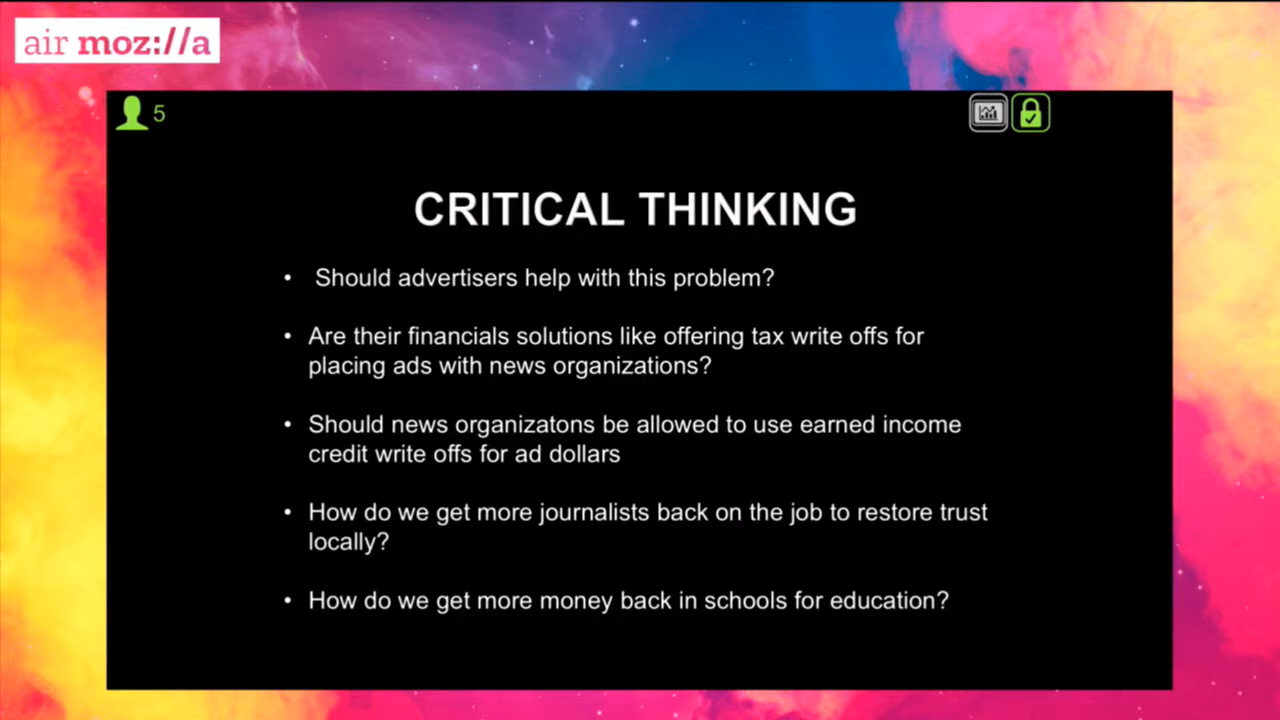 air moz://a
5
CRITICAL THINKING
• Should advertisers help with this problem?
• Are their financials solutions like offering tax write offs for
placing ads with news organizations?
• Should news organizatons be allowed to use earned income
credit write offs for ad dollars
• How do we get more journalists back on the job to restore trust
locally?
• How do we get more money back in schools for education?